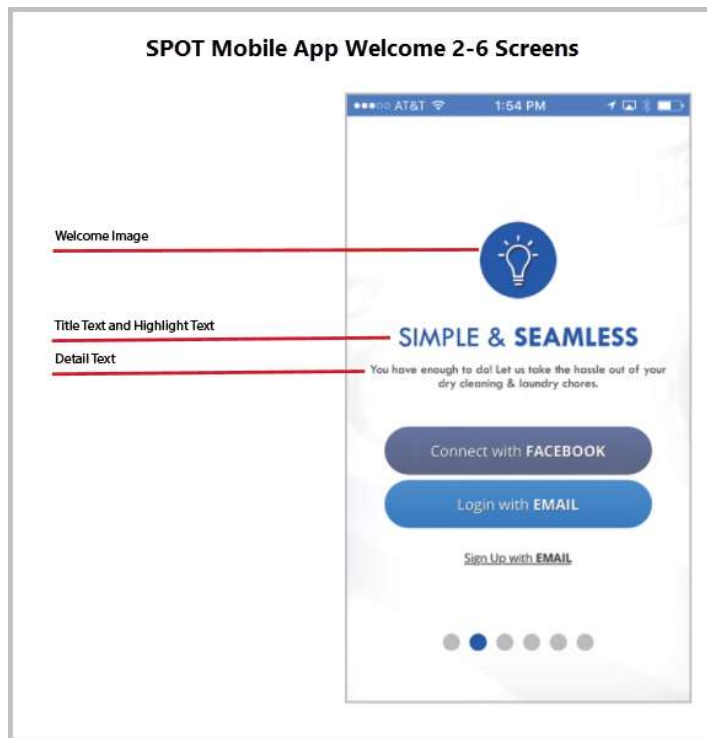 SPOT Mobile App Welcome 2-6 Screens
AT&T 1:54 PM
Welcome Image
Title Text and Highlight Text
SIMPLE & SEAMLESS
Detail Text
You have enough to do! Let us take the hassle out of your
dry cleaning & laundry chores.
Connect with FACEBOOK
Login with EMAIL
Sign Up with EMAIL